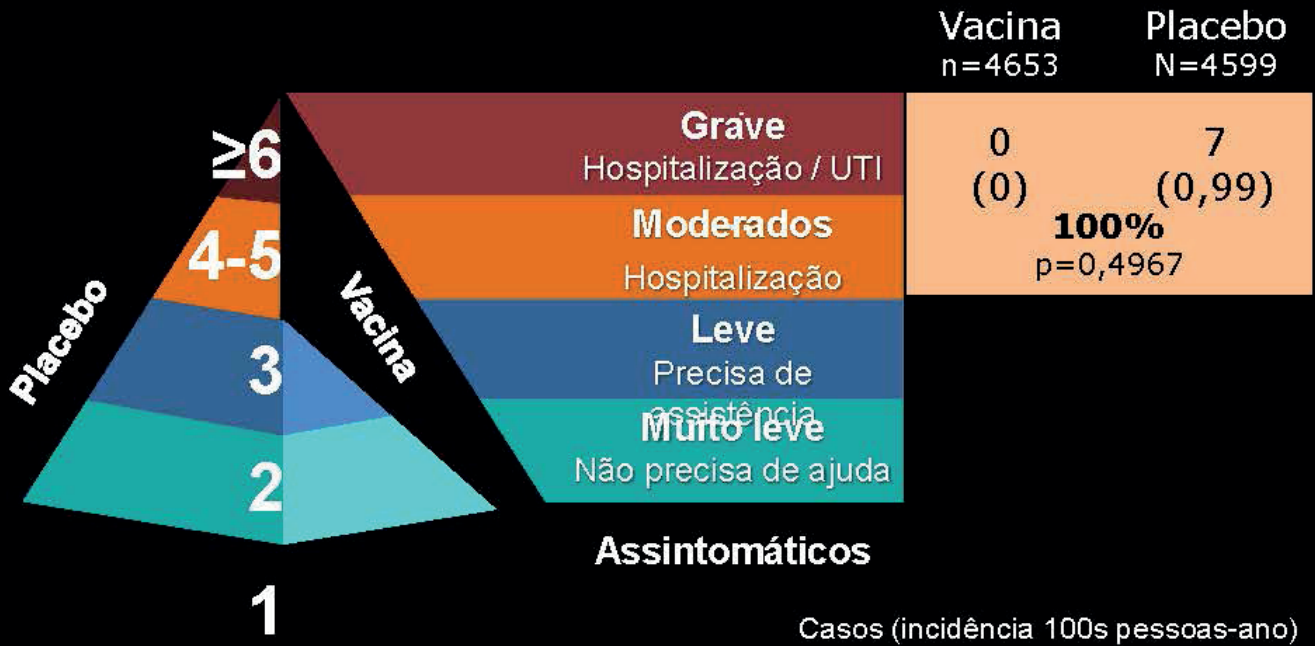 Vacina Placebo
n=4653 N=4599
≥6 Grave
Hospitalização / UTI
0 7
(0) (0,99)
100%
p=0,4967
4-5 Moderados
Hospitalização
Placebo
Vacina
3 Leve
Precisa de
assistência
2 Muito leve
Não precisa de ajuda
Assintomáticos
1
Casos (incidência 100s pessoas-ano)